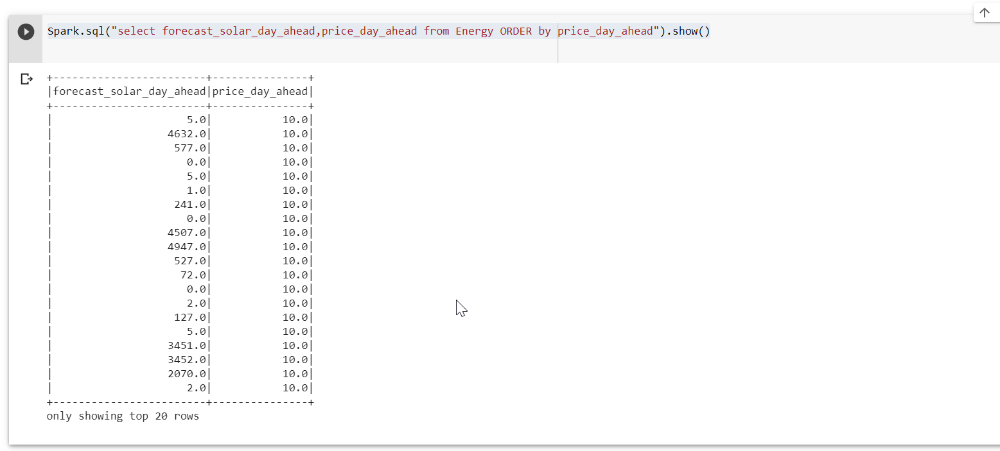 Spark.sql("select forecast_solar_day_ahead,price_day_ahead from Energy ORDER by price_day_ahead").show()
+------------------------+---------------+
|forecast_solar_day_ahead|price_day_ahead|
+------------------------+---------------+
|                     5.0|           10.0|
|                  4632.0|           10.0|
|                   577.0|           10.0|
|                     0.0|           10.0|
|                     5.0|           10.0|
|                     1.0|           10.0|
|                   241.0|           10.0|
|                     0.0|           10.0|
|                  4507.0|           10.0|
|                  4947.0|           10.0|
|                   527.0|           10.0|
|                    72.0|           10.0|
|                     0.0|           10.0|
|                     2.0|           10.0|
|                   127.0|           10.0|
|                     5.0|           10.0|
|                  3451.0|           10.0|
|                  3452.0|           10.0|
|                  2070.0|           10.0|
|                     2.0|           10.0|
+------------------------+---------------+
only showing top 20 rows